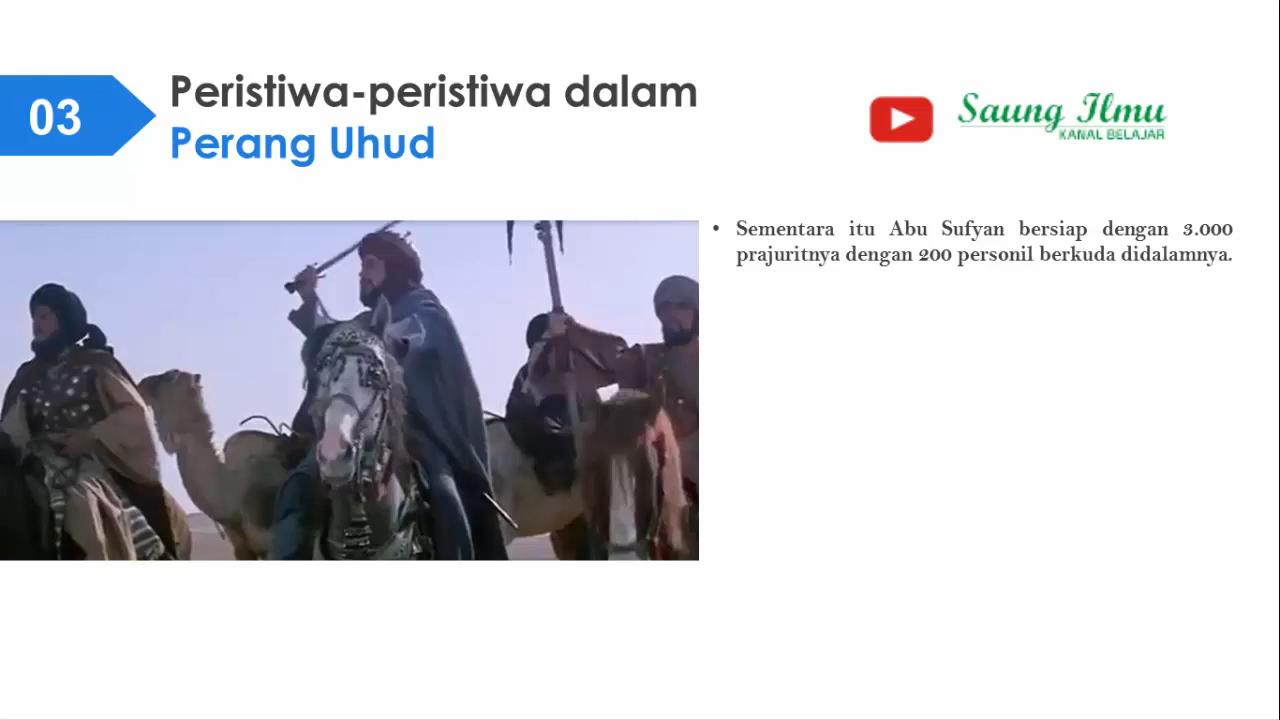 03
Peristiwa-peristiwa dalam
Perang Uhud
Saung Ilmu
KANAL BELAJAR
• Sementara itu Abu Sufyan bersiap dengan 3.000
prajuritnya dengan 200 personil berkuda didalamnya.